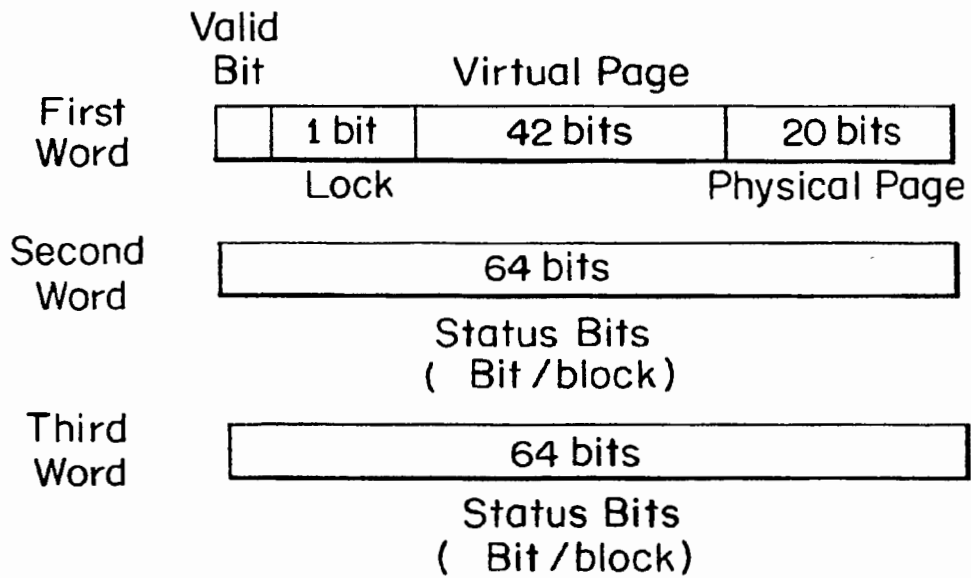 Valid
Bit
Virtual Page
First
Word
1 bit
42 bits
20 bits
Lock
Physical Page
Second
Word
64 bits
Status Bits
( Bit/block)
Third
Word
64 bits
Status Bits
( Bit/block)